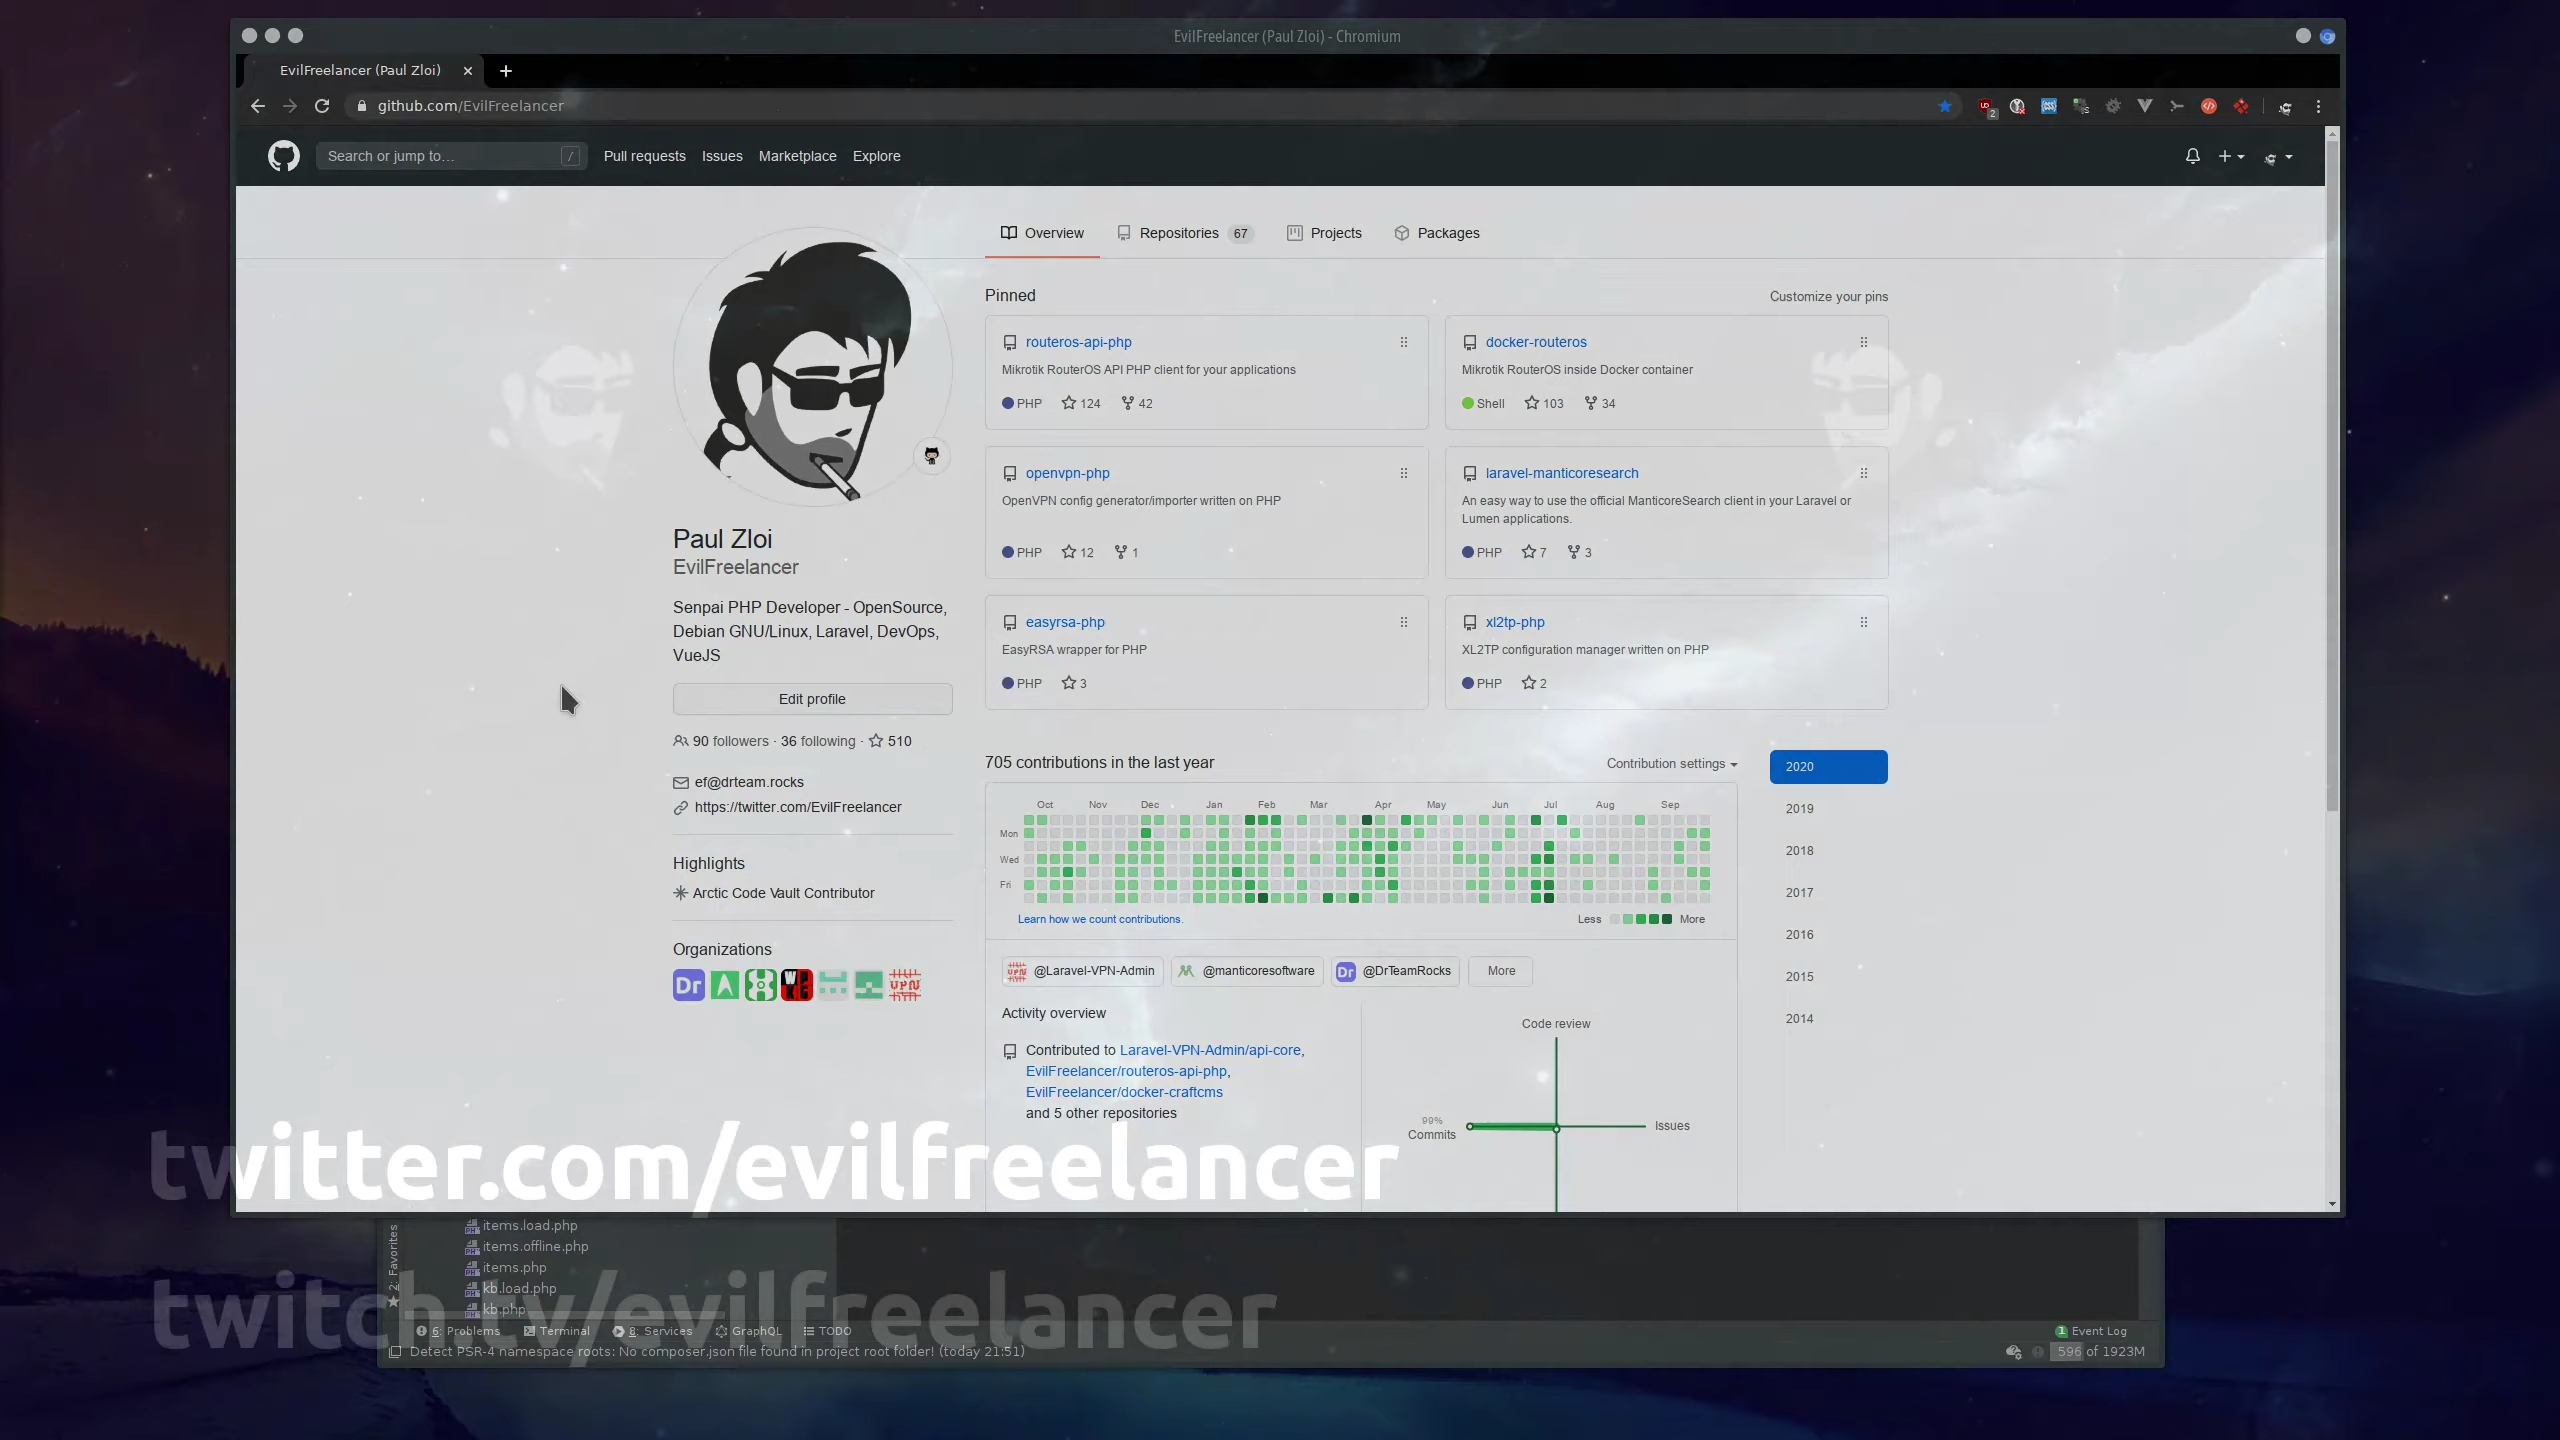 EvilFreelancer (Paul Zloi) - Chromium
EvilFreelancer (Paul Zloi)
github.com/EvilFreelancer
2
Search or jump to…
/
Pull requests Issues Marketplace Explore
Overview Repositories 67 Projects Packages
Pinned
Customize your pins
routeros-api-php
Mikrotik RouterOS API PHP client for your applications
PHP 124 42
docker-routeros
Mikrotik RouterOS inside Docker container
Shell 103 34
openvpn-php
OpenVPN config generator/importer written on PHP
PHP 12 1
laravel-manticoresearch
An easy way to use the official ManticoreSearch client in your Laravel or
Lumen applications.
PHP 7 3
easyrsa-php
EasyRSA wrapper for PHP
PHP 3
xl2tp-php
XL2TP configuration manager written on PHP
PHP 2
Paul Zloi
EvilFreelancer
Senpai PHP Developer - OpenSource,
Debian GNU/Linux, Laravel, DevOps,
VueJS
Edit profile
90 followers · 36 following · 510
ef@drteam.rocks
https://twitter.com/EvilFreelancer
Highlights
Arctic Code Vault Contributor
Organizations
Dr
VPN
705 contributions in the last year
Contribution settings
Oct Nov Dec Jan Feb Mar Apr May Jun Jul Aug Sep
Mon
Wed
Fri
Learn how we count contributions.
Less More
2020
2019
2018
2017
2016
2015
2014
@Laravel-VPN-Admin @manticoresoftware Dr @DrTeamRocks More
Activity overview
Contributed to Laravel-VPN-Admin/api-core,
EvilFreelancer/routeros-api-php,
EvilFreelancer/docker-craftcms
and 5 other repositories
Code review
99%
Commits
Issues
twitter.com/evilfreelancer
twitch.tv/evilfreelancer
2: Favorites
items.load.php
items.offline.php
items.php
kb.load.php
kb.php
6: Problems Terminal 8: Services GraphQL TODO
1 Event Log
Detect PSR-4 namespace roots: No composer.json file found in project root folder! (today 21:51)
596 of 1923M